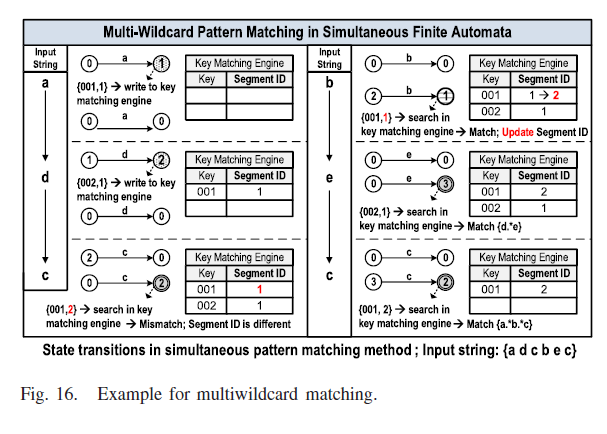 Multi-Wildcard Pattern Matching in Simultaneous Finite Automata
Input
String
a
0 a 1
{001,1} → write to key
matching engine
0 a 0
Key Matching Engine
Key Segment ID
d
1 d 2
{002,1} → write to key
matching engine
0 d 0
Key Matching Engine
Key Segment ID
001 1
c
2 c 0
0 c 2
{001,2} → search in key
matching engine → Mismatch; Segment ID is different
Key Matching Engine
Key Segment ID
001 1
002 1
Input
String
b
0 b 0
2 b 1
{001,1} → search in
key matching engine → Match; Update Segment ID
Key Matching Engine
Key Segment ID
001 1 → 2
002 1
e
0 e 0
0 e 3
{002,1} → search in
key matching engine → Match {d.*e}
Key Matching Engine
Key Segment ID
001 2
002 1
c
0 c 0
3 c 2
{001, 2} → search in
key matching engine → Match {a.*b.*c}
Key Matching Engine
Key Segment ID
001 2
State transitions in simultaneous pattern matching method ; Input string: {a d c b e c}
Fig. 16. Example for multiwildcard matching.